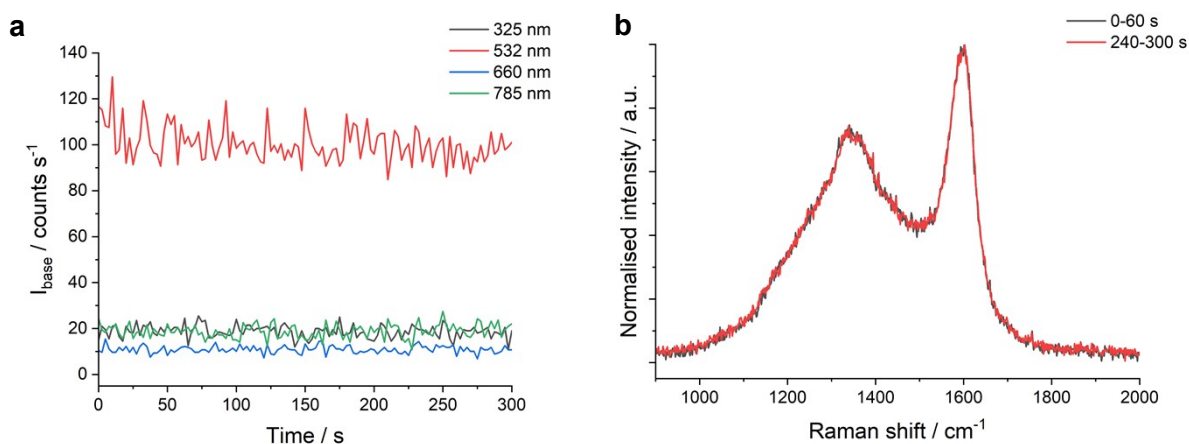 a
325 nm
532 nm
660 nm
785 nm
140
120
100
80
60
40
20
0
I_base / counts s⁻¹
0 50 100 150 200 250 300
Time / s
b
0-60 s
240-300 s
Normalised intensity / a.u.
1000 1200 1400 1600 1800 2000
Raman shift / cm⁻¹